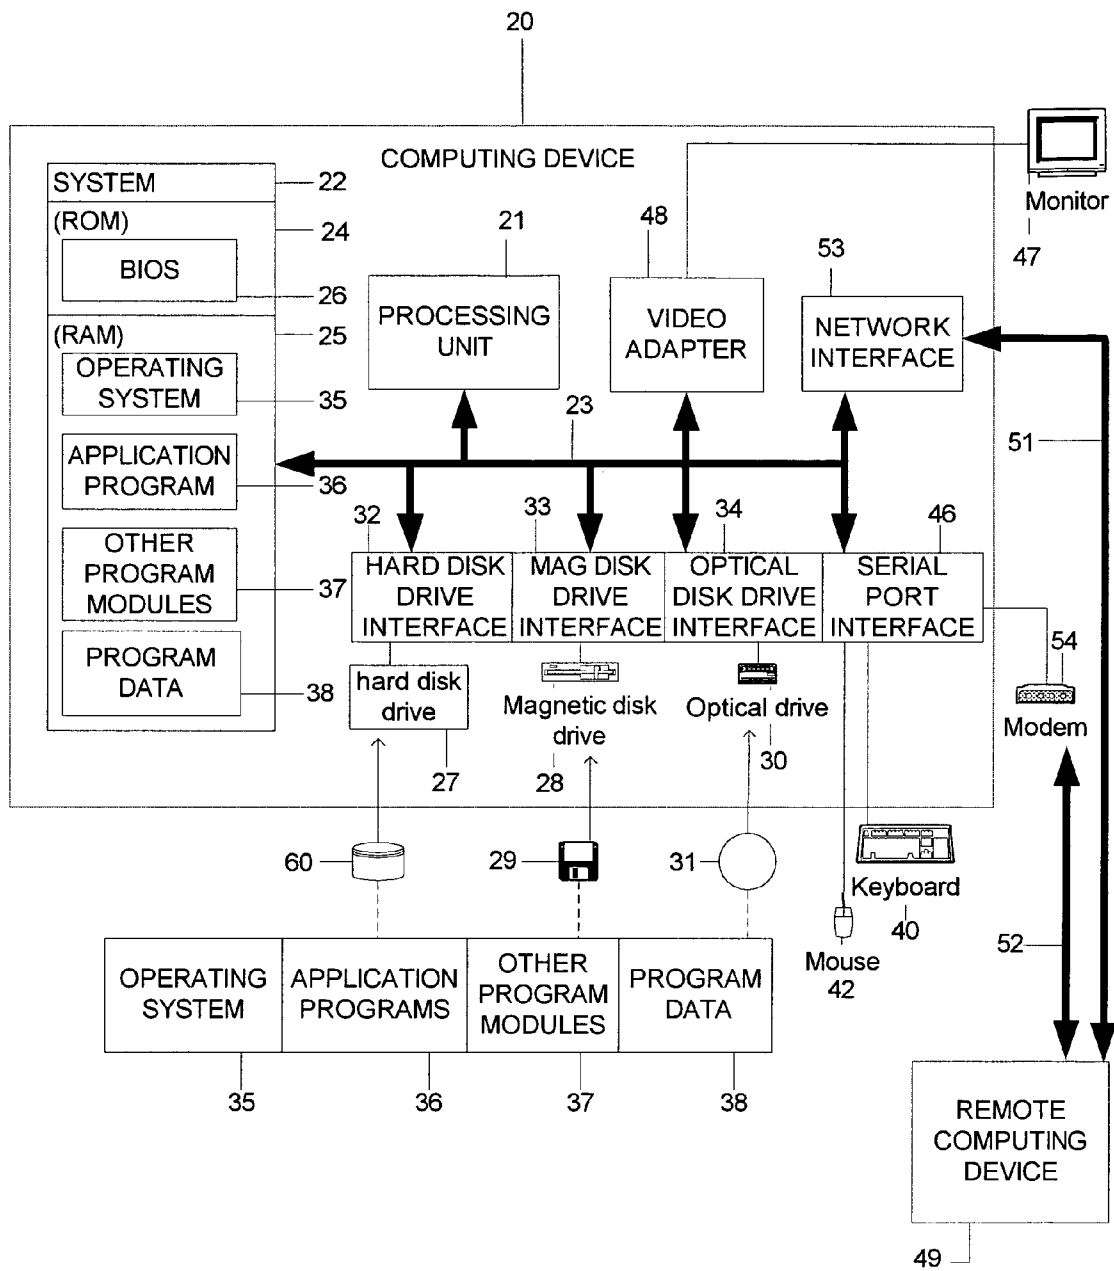 20
COMPUTING DEVICE
SYSTEM
22
(ROM)
24
BIOS
26
(RAM)
25
OPERATING
SYSTEM
35
APPLICATION
PROGRAM
36
OTHER
PROGRAM
MODULES
37
PROGRAM
DATA
38
21
PROCESSING
UNIT
48
VIDEO
ADAPTER
53
NETWORK
INTERFACE
Monitor
47
23
51
32
HARD DISK
DRIVE
INTERFACE
33
MAG DISK
DRIVE
INTERFACE
34
OPTICAL
DISK DRIVE
INTERFACE
46
SERIAL
PORT
INTERFACE
54
Modem
hard disk
drive
27
Magnetic disk
drive
28
Optical drive
30
60
29
31
Keyboard
40
Mouse
42
52
OPERATING
SYSTEM
APPLICATION
PROGRAMS
OTHER
PROGRAM
MODULES
PROGRAM
DATA
35
36
37
38
REMOTE
COMPUTING
DEVICE
49